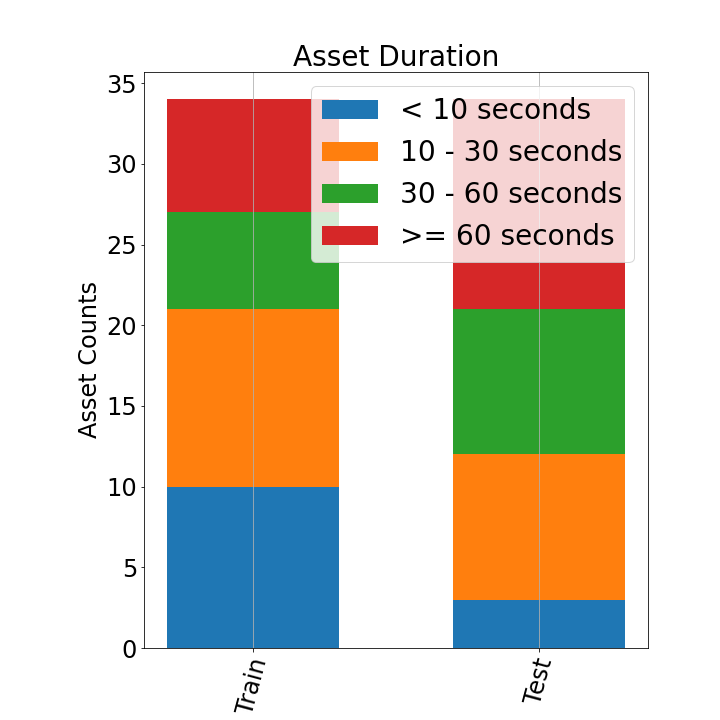 Asset Duration
35
30
25
20
15
10
5
0
Asset Counts
< 10 seconds
10 - 30 seconds
30 - 60 seconds
>= 60 seconds
Train
Test